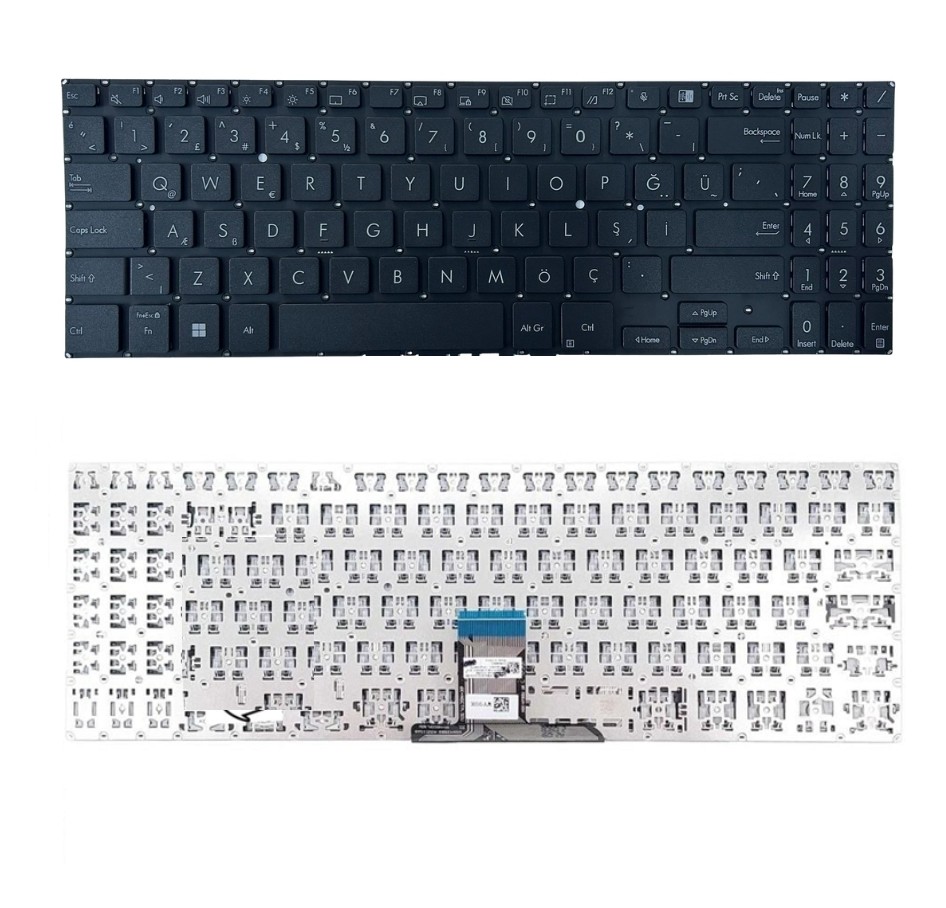 Esc F1 F2 F3 F4 F5 F6 F7 F8 F9 F10 F11 F12 Prt Sc Delete Pause * /
é " < ! 1 > ' 2 £ ^ 3 # + 4 $ % 5 ½ & 6 / 7 { ( 8 [ ) 9 ] = 0 } ? * \ _ - | Backspace Num Lk + −
Tab Q @ W E € R T Y U I O P Ğ ¨ Ü ~ ; , ` 7 Home 8 9 PgUp
Caps Lock A Æ S ß D F G H J K L Ş ´ İ Enter 4 5 6
Shift > < | Z X C V B N M Ö Ç : . Shift 1 End 2 3 PgDn
Ctrl Fn●Esc Fn Alt Alt Gr Ctrl Home PgUp PgDn End 0 Insert . Delete Enter